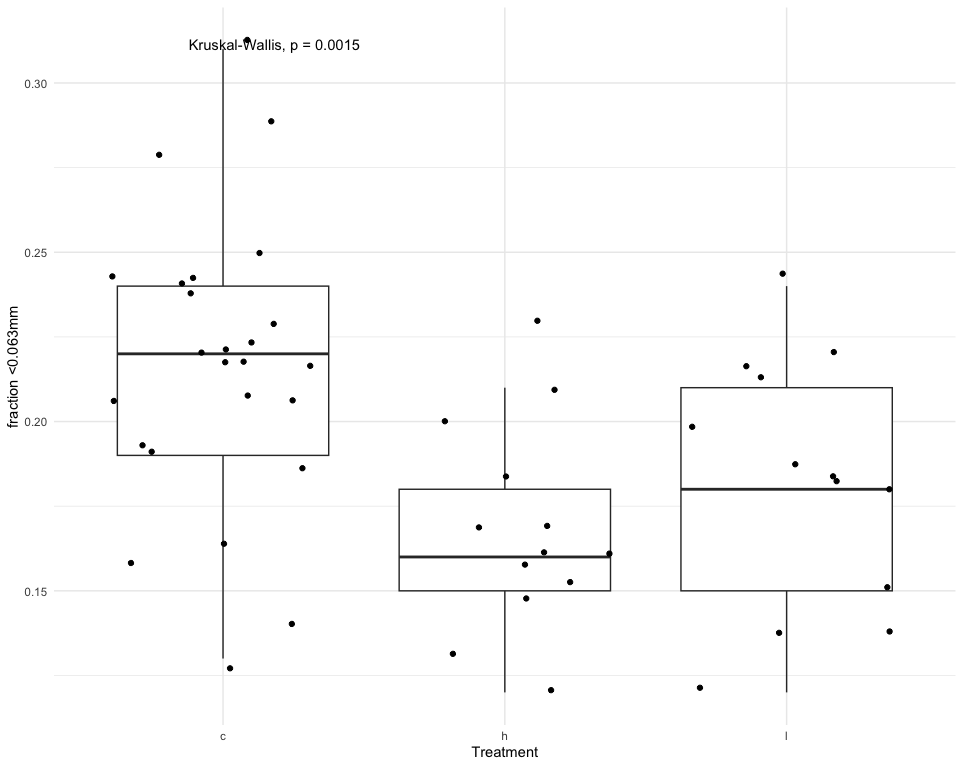 Kruskal-Wallis, p = 0.0015
0.30
0.25
0.20
0.15
fraction <0.063mm
c
h
l
Treatment